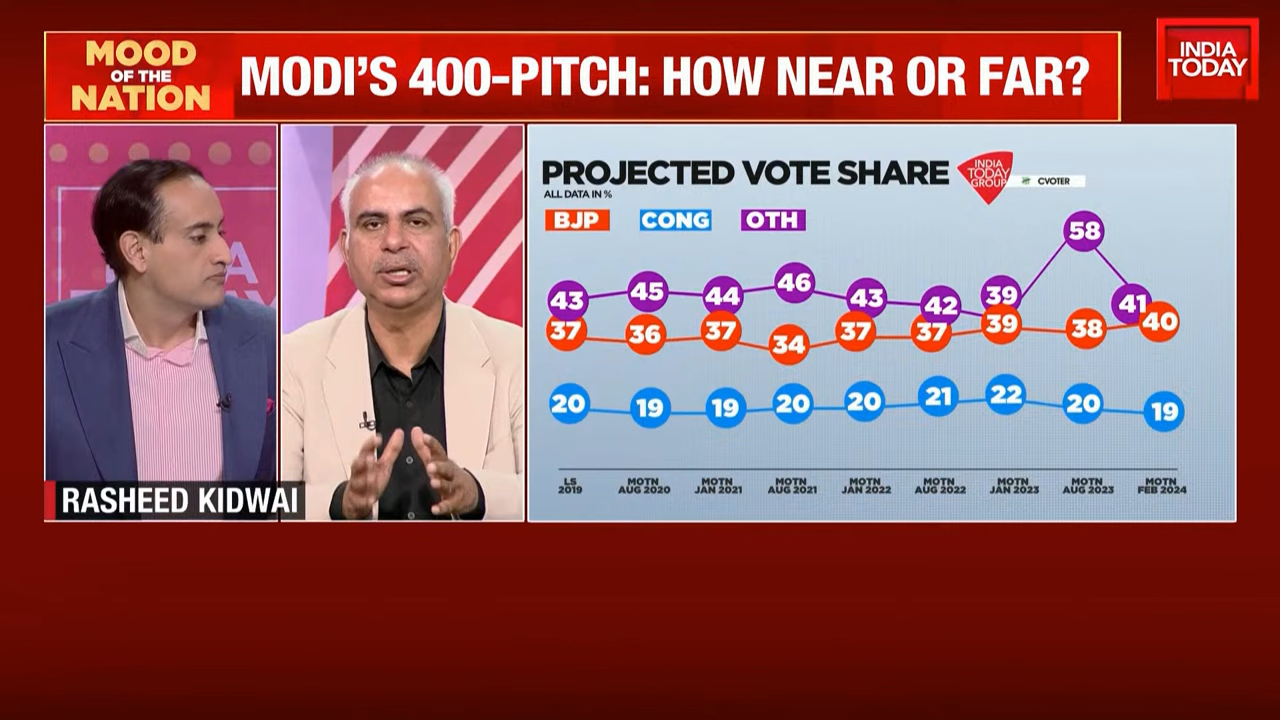 MOOD
OF THE
NATION
MODI'S 400-PITCH: HOW NEAR OR FAR?
INDIA
TODAY
PROJECTED VOTE SHARE
INDIA
TODAY
GROUP
CVOTER
ALL DATA IN %
BJP CONG OTH
43 45 44 46 43 42 39 58 41
37 36 37 34 37 37 39 38 40
20 19 19 20 20 21 22 20 19
LS
2019
MOTN
AUG 2020
MOTN
JAN 2021
MOTN
AUG 2021
MOTN
JAN 2022
MOTN
AUG 2022
MOTN
JAN 2023
MOTN
AUG 2023
MOTN
FEB 2024
RASHEED KIDWAI